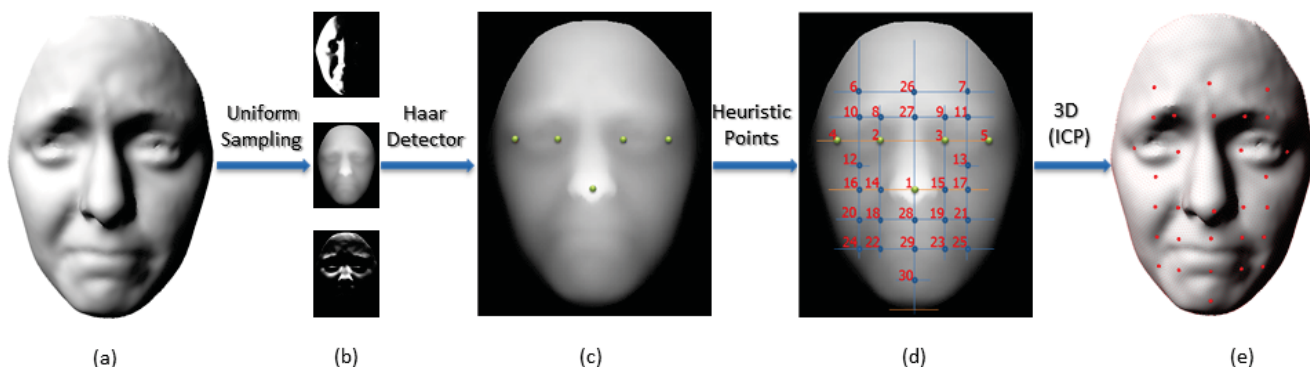 Uniform
Sampling
Haar
Detector
Heuristic
Points
3D
(ICP)
6 26 7
10 8 27 9 11
4 2 3 5
12 13
16 14 1 15 17
20 18 28 19 21
24 22 29 23 25
30
(a) (b) (c) (d) (e)